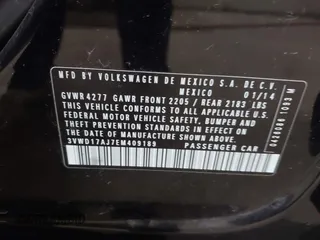 MFD BY VOLKSWAGEN DE MEXICO S.A. DE C.V.
MEXICO 01/14
GVWR 4277 GAWR FRONT 2205 / REAR 2183 LBS
THIS VEHICLE CONFORMS TO ALL APPLICABLE U.S.
FEDERAL MOTOR VEHICLE SAFETY, BUMPER, AND
THEFT PREVENTION STANDARDS IN EFFECT ON THE
DATE OF MANUFACTURE SHOWN ABOVE.
3VWD17AJ7EM409189 PASSENGER CAR